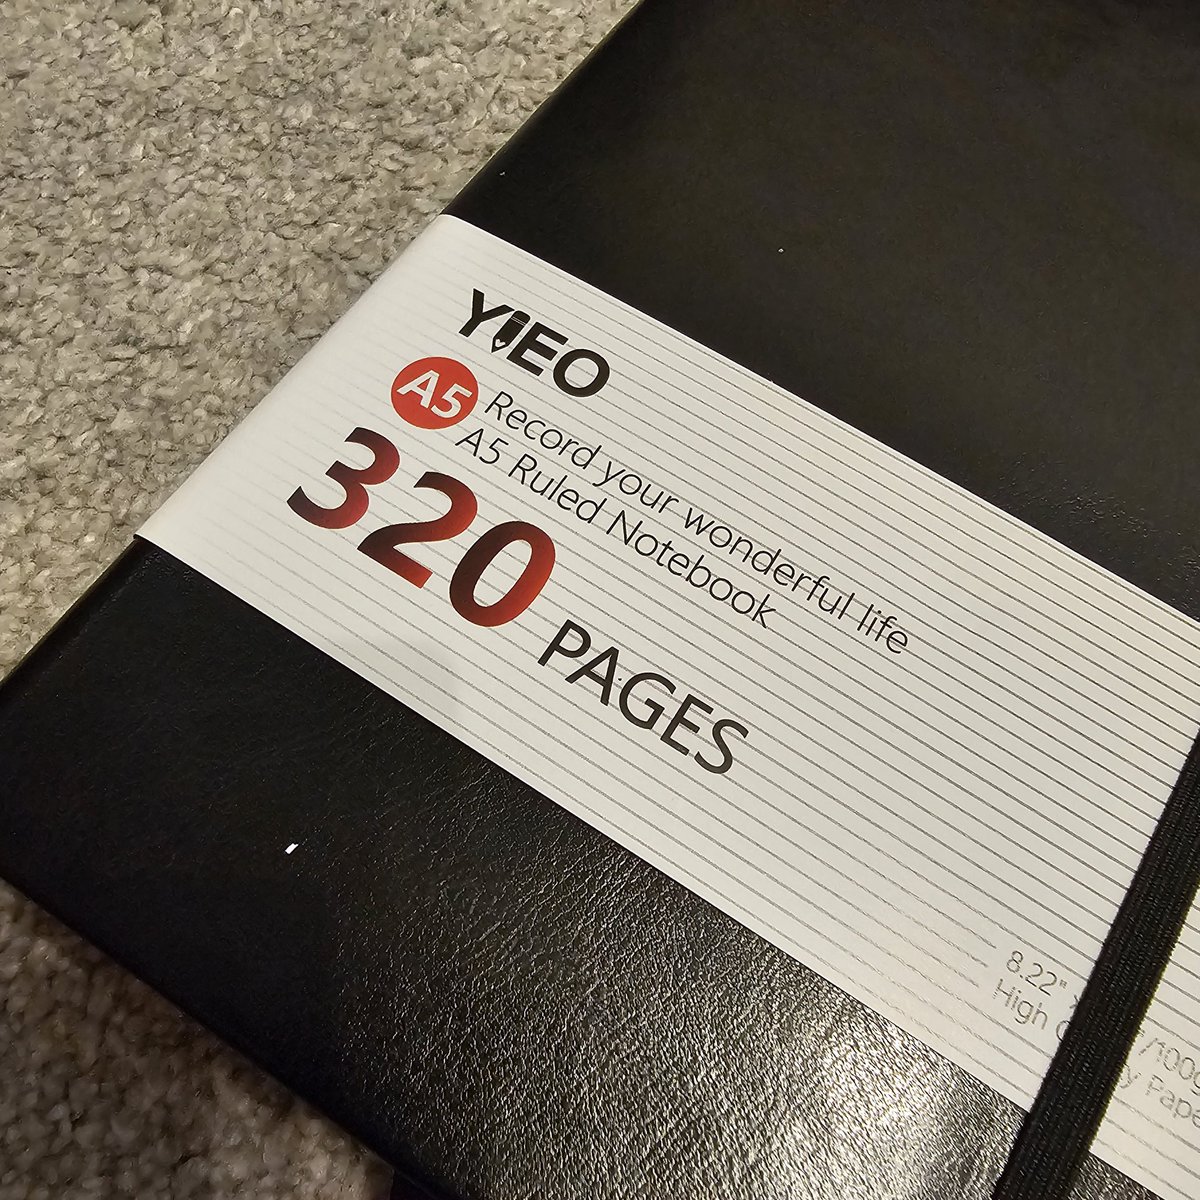 YIEO
A5
Record your wonderful life
A5 Ruled Notebook
320 PAGES
8.22"
High